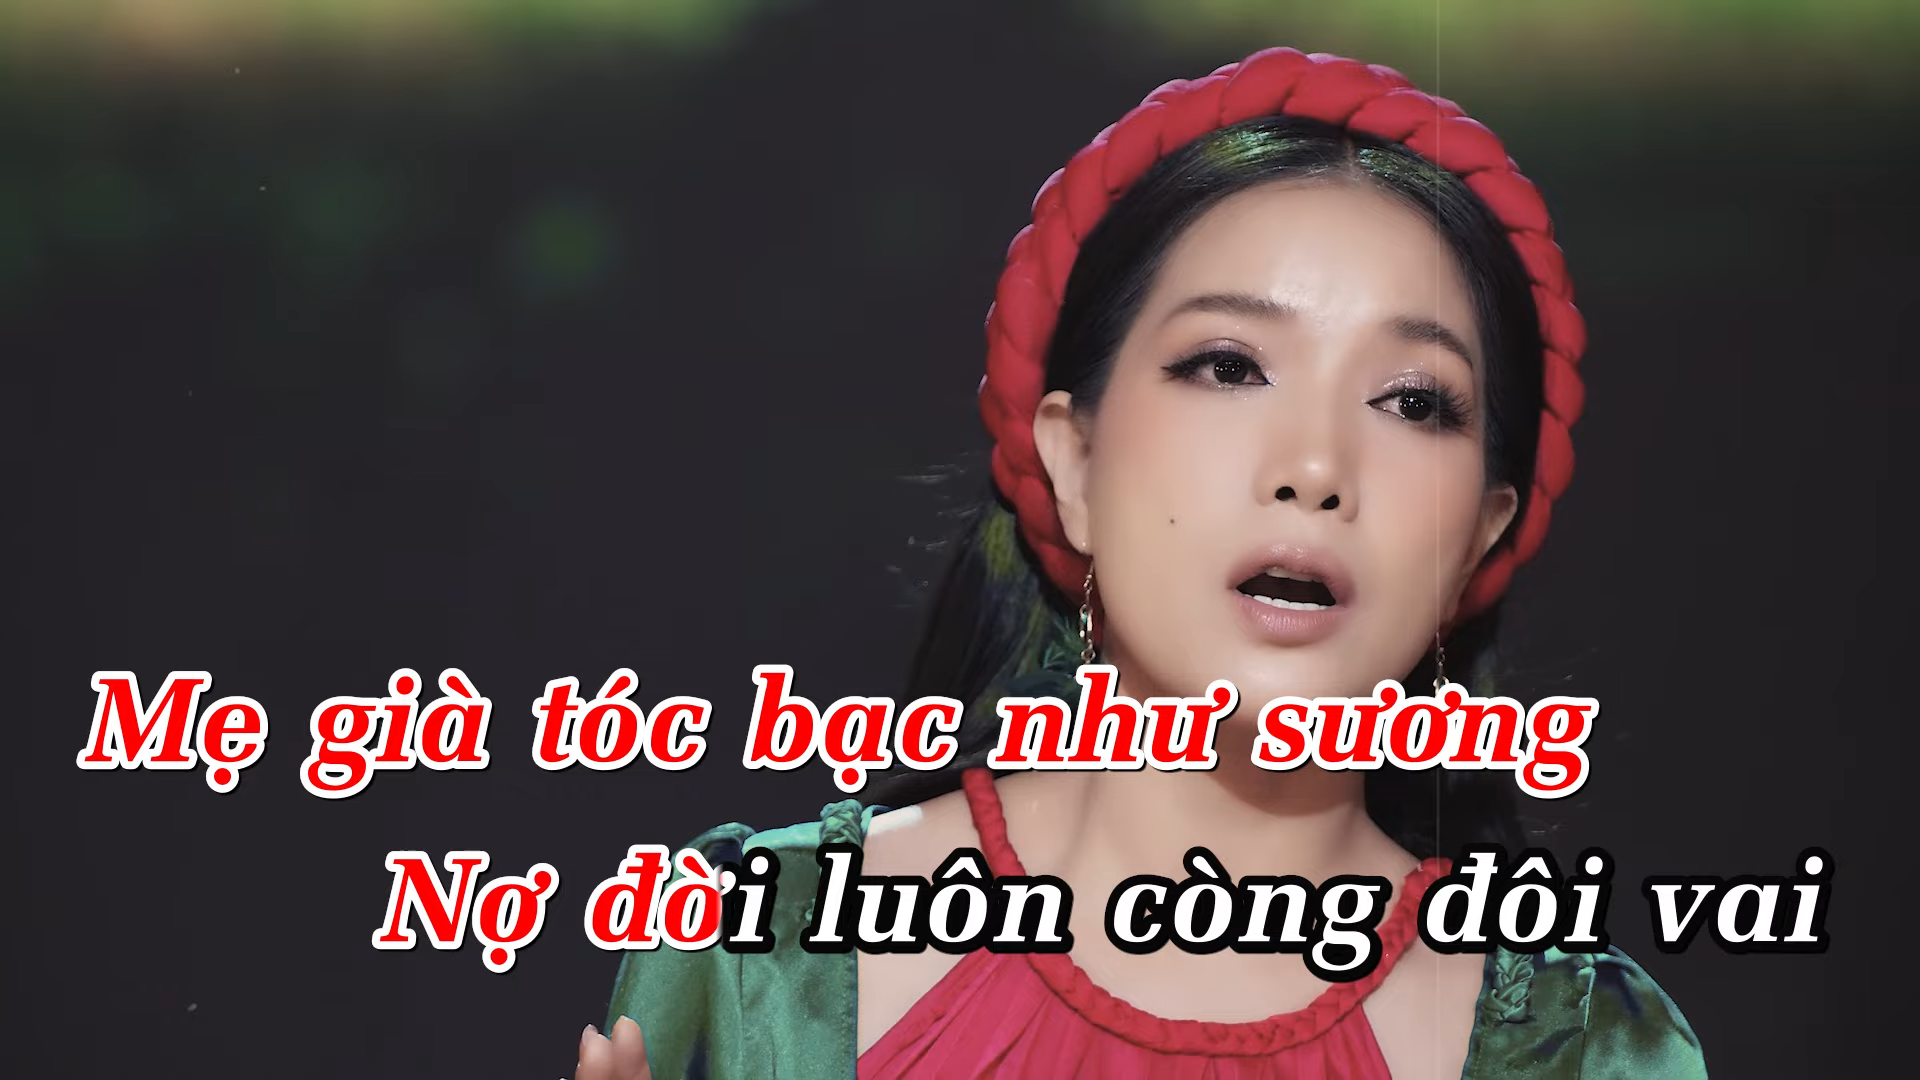 Mẹ già tóc bạc như sương
Nợ đời luôn còng đôi vai